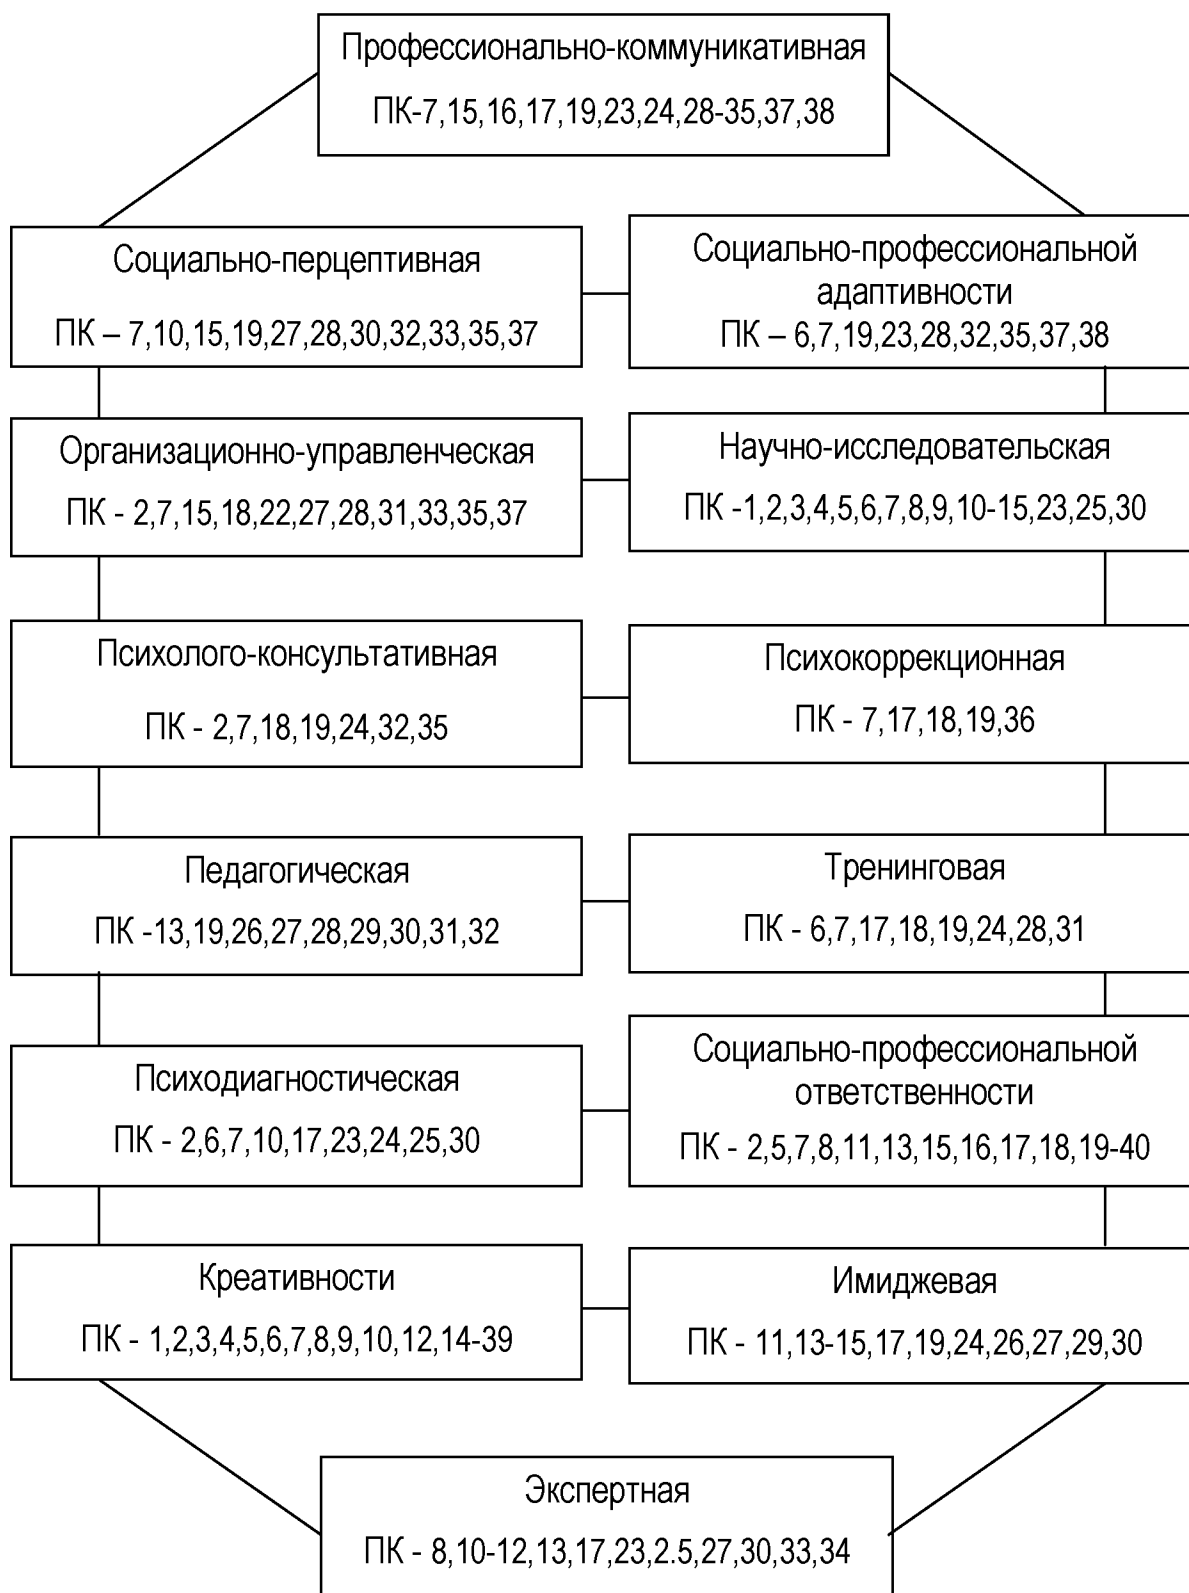 Профессионально-коммуникативная
ПК-7,15,16,17,19,23,24,28-35,37,38
Социально-перцептивная
ПК – 7,10,15,19,27,28,30,32,33,35,37
Социально-профессиональной
адаптивности
ПК – 6,7,19,23,28,32,35,37,38
Организационно-управленческая
ПК - 2,7,15,18,22,27,28,31,33,35,37
Научно-исследовательская
ПК -1,2,3,4,5,6,7,8,9,10-15,23,25,30
Психолого-консультативная
ПК - 2,7,18,19,24,32,35
Психокоррекционная
ПК - 7,17,18,19,36
Педагогическая
ПК -13,19,26,27,28,29,30,31,32
Тренинговая
ПК - 6,7,17,18,19,24,28,31
Психодиагностическая
ПК - 2,6,7,10,17,23,24,25,30
Социально-профессиональной
ответственности
ПК - 2,5,7,8,11,13,15,16,17,18,19-40
Креативности
ПК - 1,2,3,4,5,6,7,8,9,10,12,14-39
Имиджевая
ПК - 11,13-15,17,19,24,26,27,29,30
Экспертная
ПК - 8,10-12,13,17,23,2.5,27,30,33,34